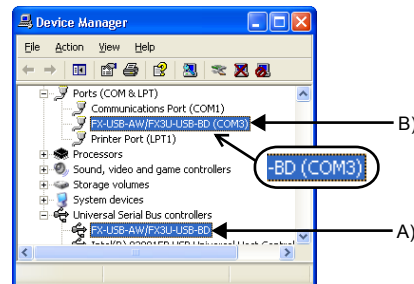 Device Manager
File Action View Help
Ports (COM & LPT)
Communications Port (COM1)
FX-USB-AW/FX3U-USB-BD (COM3)
B)
Printer Port (LPT1)
Processors
-BD (COM3)
Sound, video and game controllers
Storage volumes
System devices
Universal Serial Bus controllers
FX-USB-AW/FX3U-USB-BD
A)